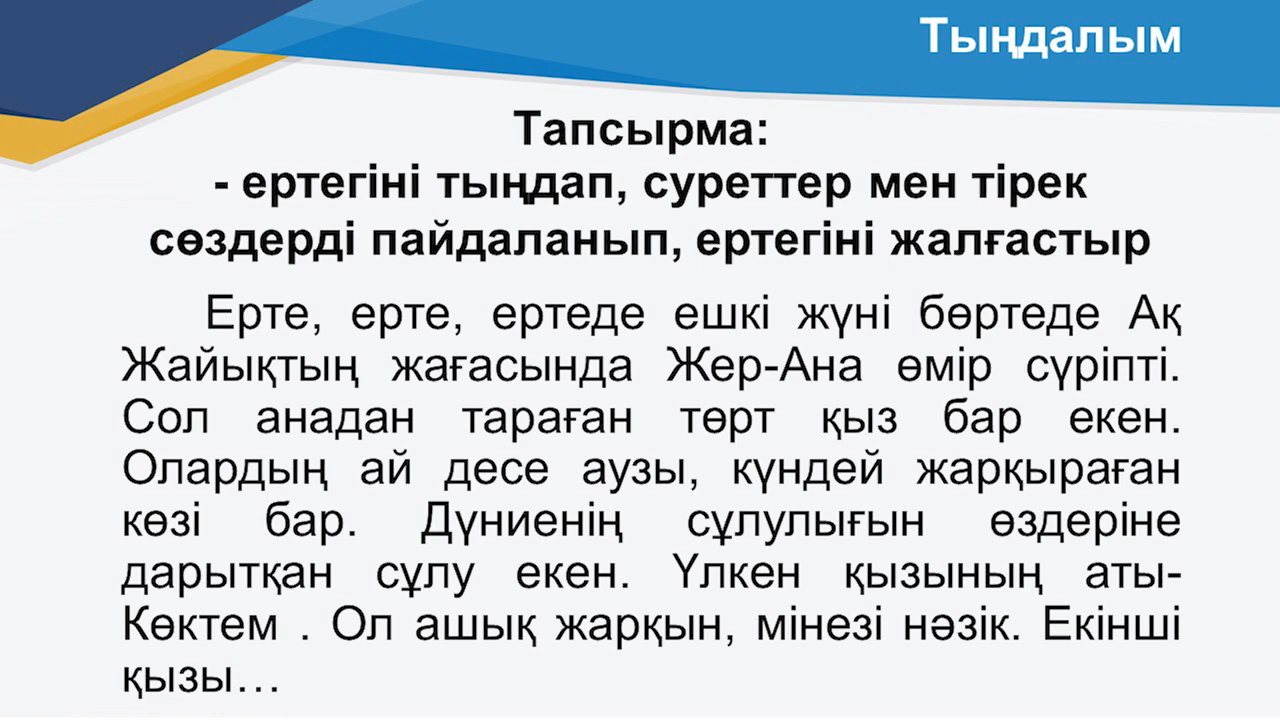 Тыңдалым
Тапсырма:
- ертегіні тыңдап, суреттер мен тірек
сөздерді пайдаланып, ертегіні жалғастыр
Ерте, ерте, ертеде ешкі жүні бөртеде Ақ
Жайықтың жағасында Жер-Ана өмір сүріпті.
Сол анадан тараған төрт қыз бар екен.
Олардың ай десе аузы, күндей жарқыраған
көзі бар. Дүниенің сұлулығын өздеріне
дарытқан сұлу екен. Үлкен қызының аты-
Көктем . Ол ашық жарқын, мінезі нәзік. Екінші
қызы…